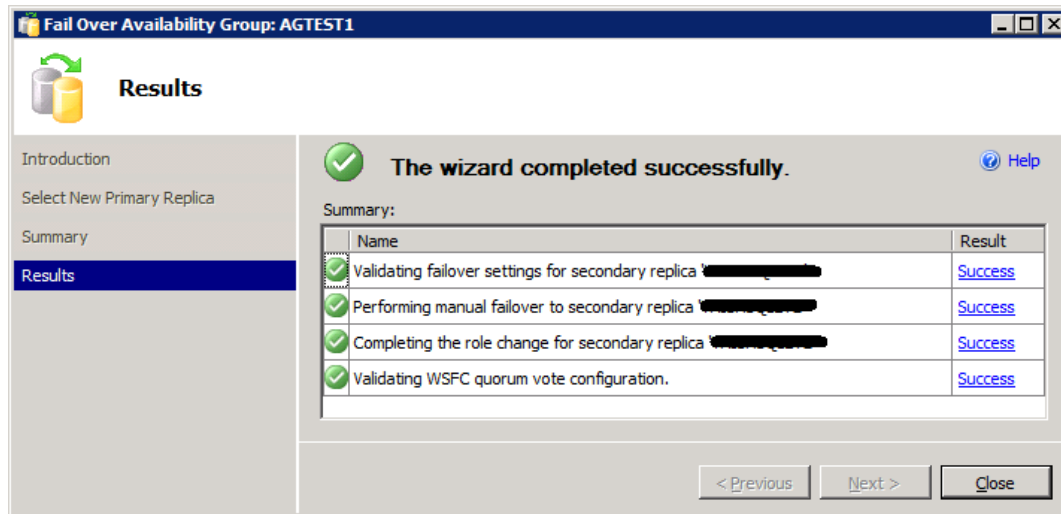 Fail Over Availability Group: AGTEST1
Results
Introduction
Select New Primary Replica
Summary
Results
The wizard completed successfully.
Help
Summary:
Name Result
Validating failover settings for secondary replica ' Success
Performing manual failover to secondary replica ' Success
Completing the role change for secondary replica ' Success
Validating WSFC quorum vote configuration. Success
< Previous
Next >
Close